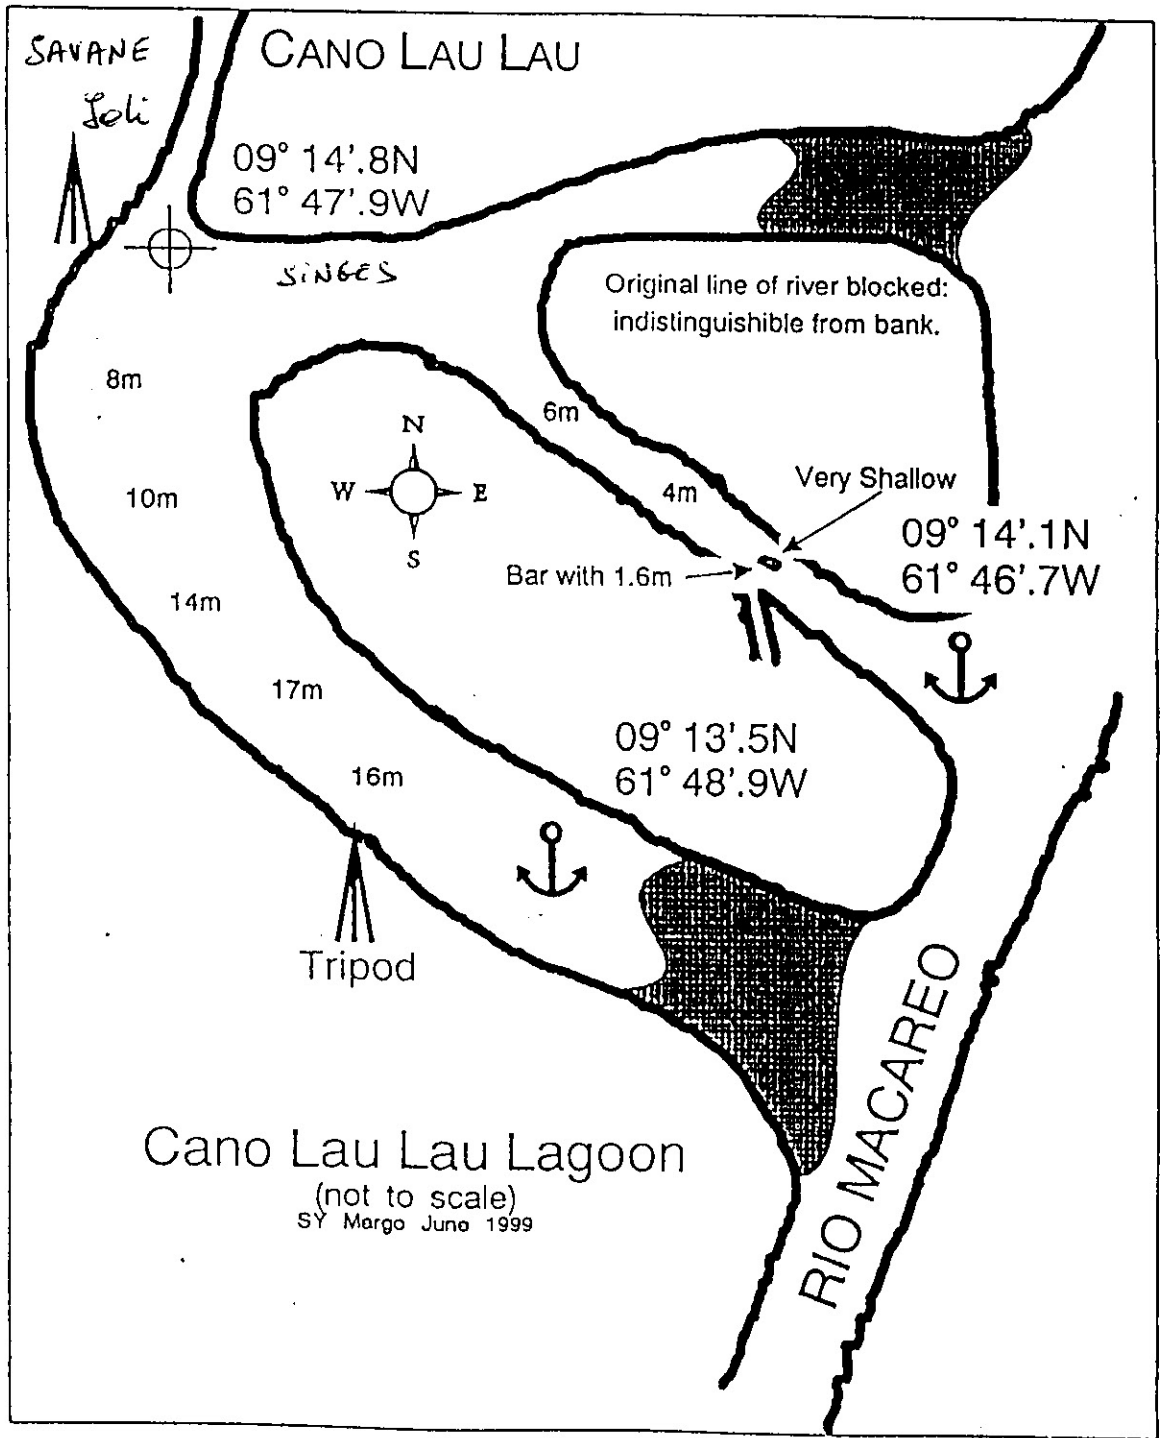 SAVANE
Joli
CANO LAU LAU
09° 14'.8N
61° 47'.9W
SINGES
Original line of river blocked:
indistinguishible from bank.
8m
6m
N
W E
S
10m
4m
Very Shallow
09° 14'.1N
61° 46'.7W
Bar with 1.6m
14m
17m
09° 13'.5N
61° 48'.9W
16m
Tripod
RIO MACAREO
Cano Lau Lau Lagoon
(not to scale)
SY Margo June 1999